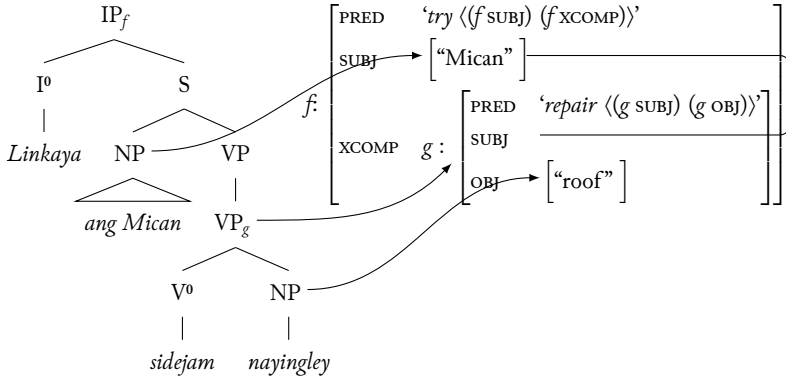 IP_f
f: [PRED ‘try ⟨(f SUBJ) (f XCOMP)⟩’
I⁰ S
SUBJ [“Mican”]
Linkaya NP VP
XCOMP g : [PRED ‘repair ⟨(g SUBJ) (g OBJ)⟩’
SUBJ
OBJ [“roof”]]]
ang Mican VP_g
V⁰ NP
sidejam nayingley